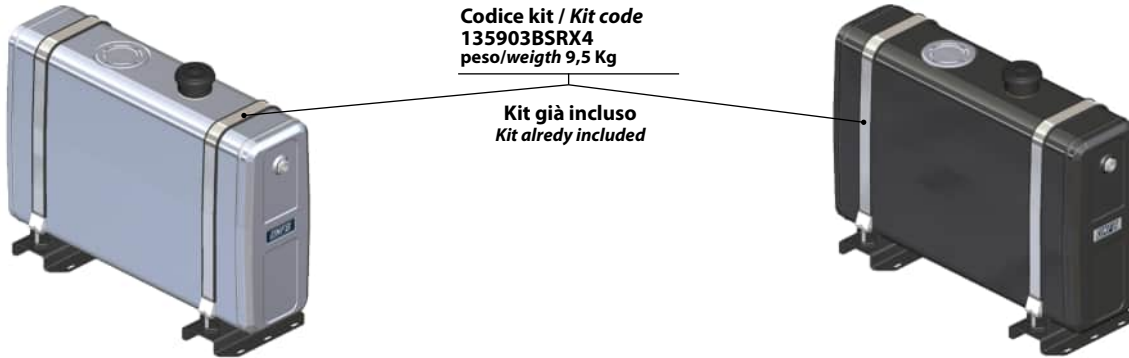 Codice kit / Kit code
135903BSRX4
peso/weigth 9,5 Kg
Kit già incluso
Kit alredy included